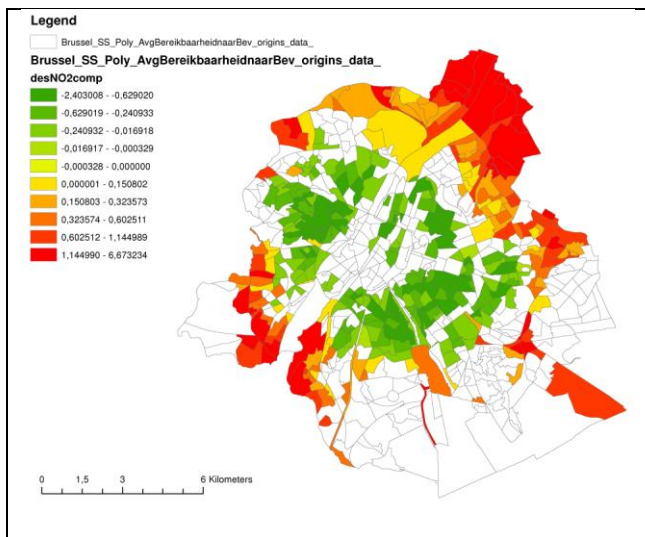 Legend
Brussel_SS_Poly_AvgBereikbaarheidnaarBev_origins_data_
Brussel_SS_Poly_AvgBereikbaarheidnaarBev_origins_data_
desNO2comp
-2,403008 - -0,629020
-0,629019 - -0,240933
-0,240932 - -0,016918
-0,016917 - -0,000329
-0,000328 - 0,000000
0,000001 - 0,150802
0,150803 - 0,323573
0,323574 - 0,602511
0,602512 - 1,144989
1,144990 - 6,673234
0 1,5 3 6 Kilometers